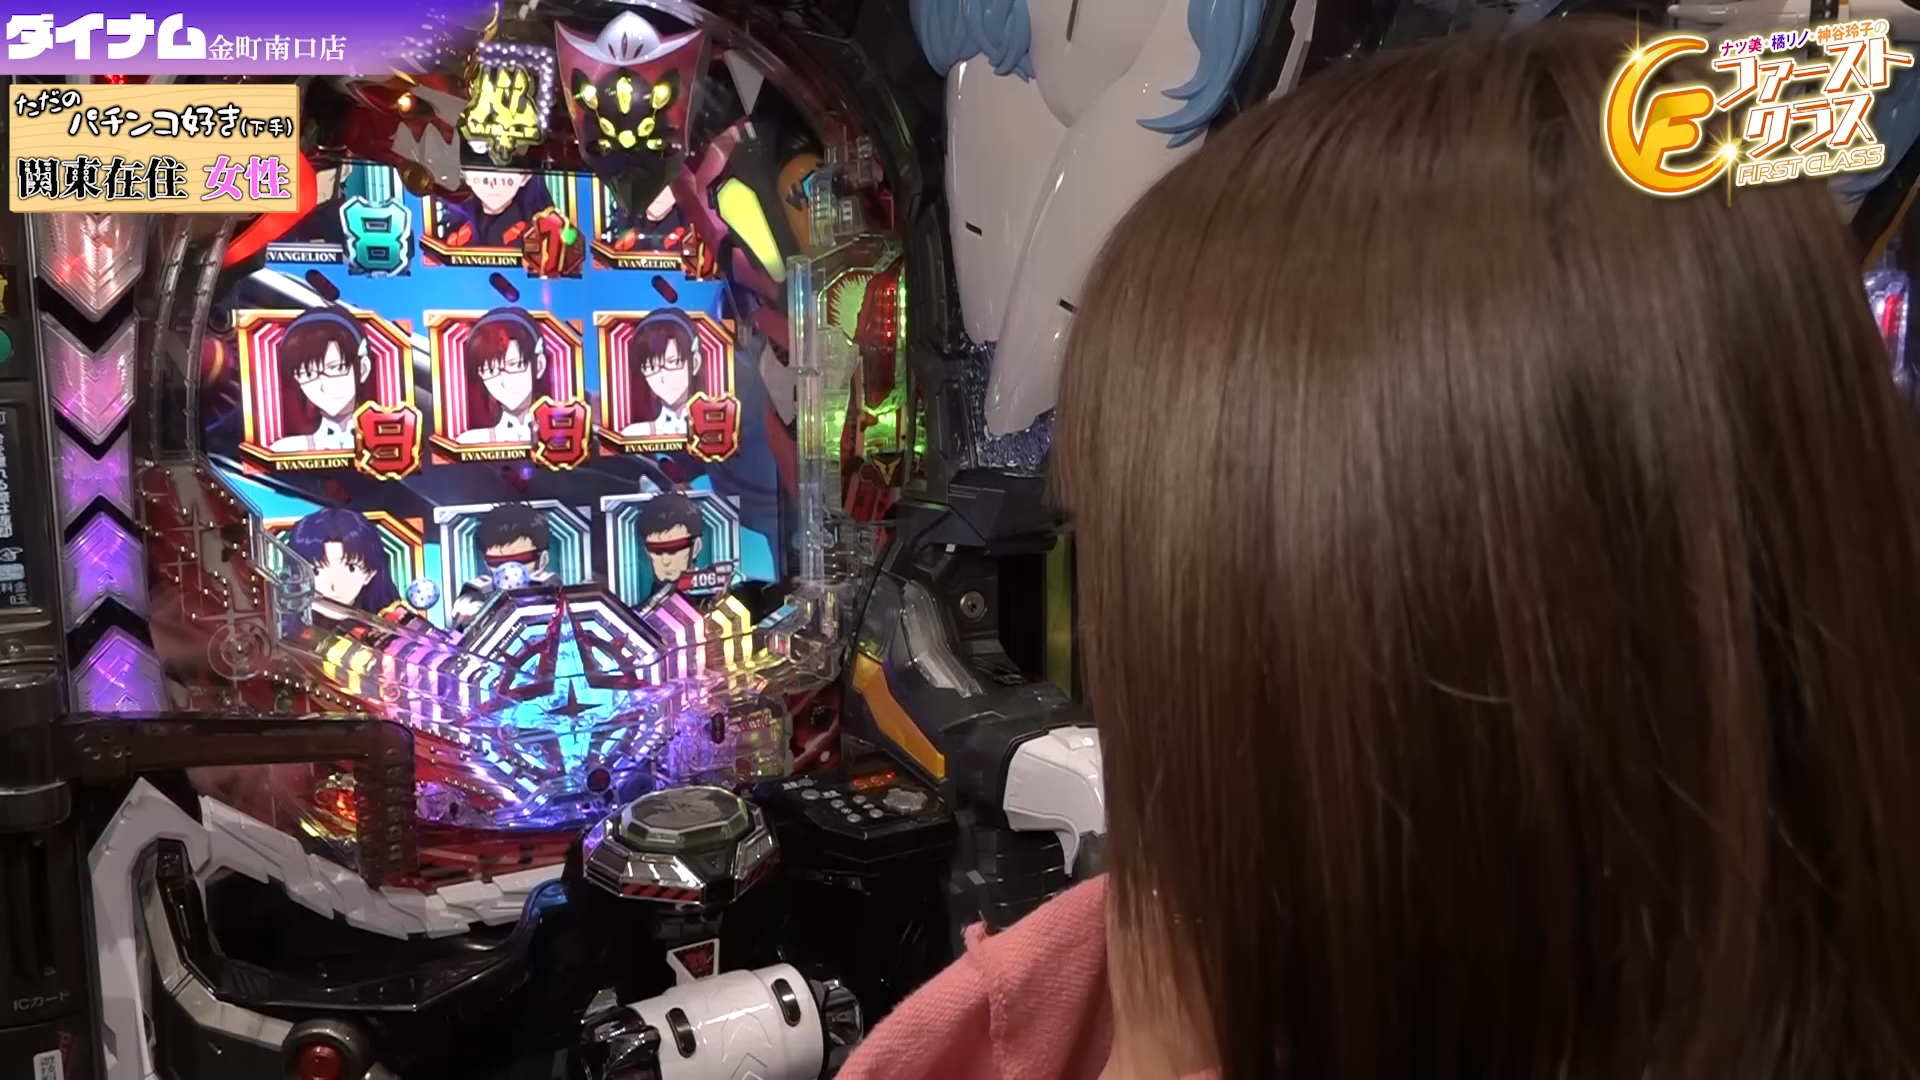 ダイナム金町南口店
ただの
パチンコ好き(下手)
関東在住 女性
ナツ美・橘リノ・神谷玲子の
ファースト
クラス
FIRST CLASS
8
EVANGELION
EVANGELION
EVANGELION
9
9
9
EVANGELION
EVANGELION
EVANGELION
406
ICカード